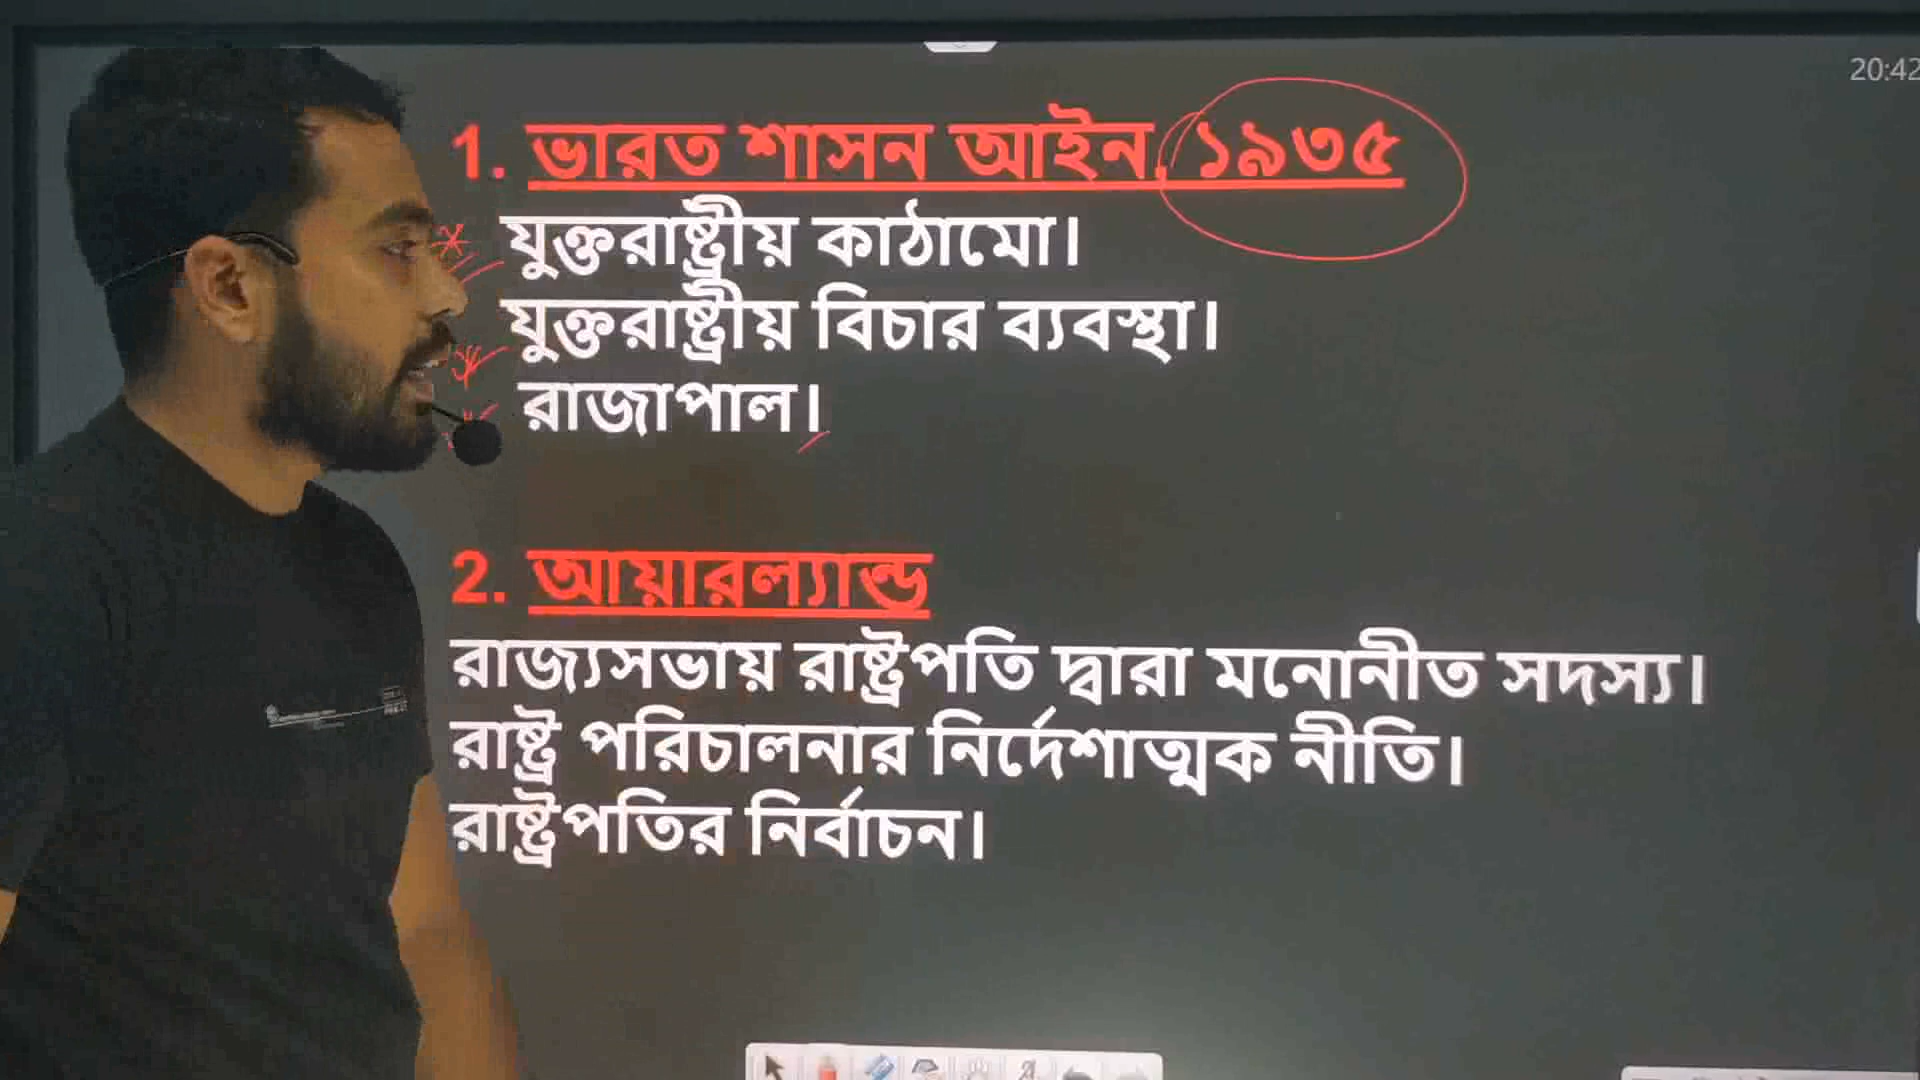 20:42
1. ভারত শাসন আইন, ১৯৩৫
যুক্তরাষ্ট্রীয় কাঠামো।
যুক্তরাষ্ট্রীয় বিচার ব্যবস্থা।
রাজাপাল।
2. আয়ারল্যান্ড
রাজ্যসভায় রাষ্ট্রপতি দ্বারা মনোনীত সদস্য।
রাষ্ট্র পরিচালনার নির্দেশাত্মক নীতি।
রাষ্ট্রপতির নির্বাচন।